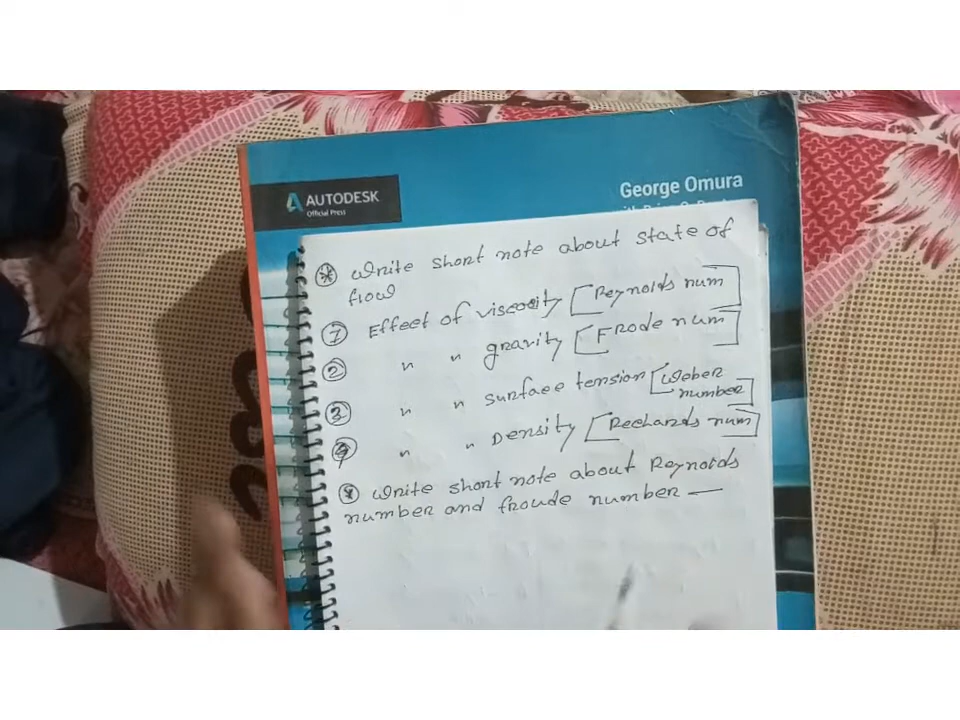 AUTODESK
Official Press
George Omura
* Write short note about state of
flow
1 Effect of viscosity [Reynolds num]
2 " " gravity [Frode num]
3 " " surface tension [Weber
number]
4 " " Density [Rechards num]
* Write short note about Reynolds
number and froude number —